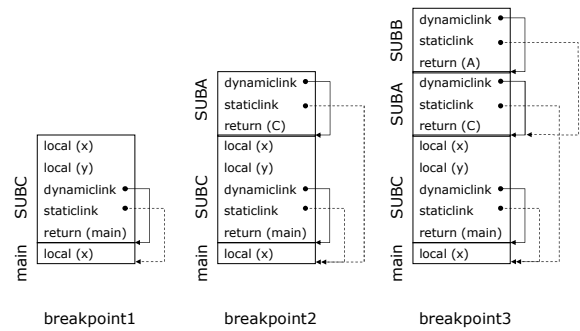 SUBC
local (x)
local (y)
dynamiclink
staticlink
return (main)
main
local (x)
breakpoint1
SUBA
dynamiclink
staticlink
return (C)
SUBC
local (x)
local (y)
dynamiclink
staticlink
return (main)
main
local (x)
breakpoint2
SUBB
dynamiclink
staticlink
return (A)
SUBA
dynamiclink
staticlink
return (C)
SUBC
local (x)
local (y)
dynamiclink
staticlink
return (main)
main
local (x)
breakpoint3